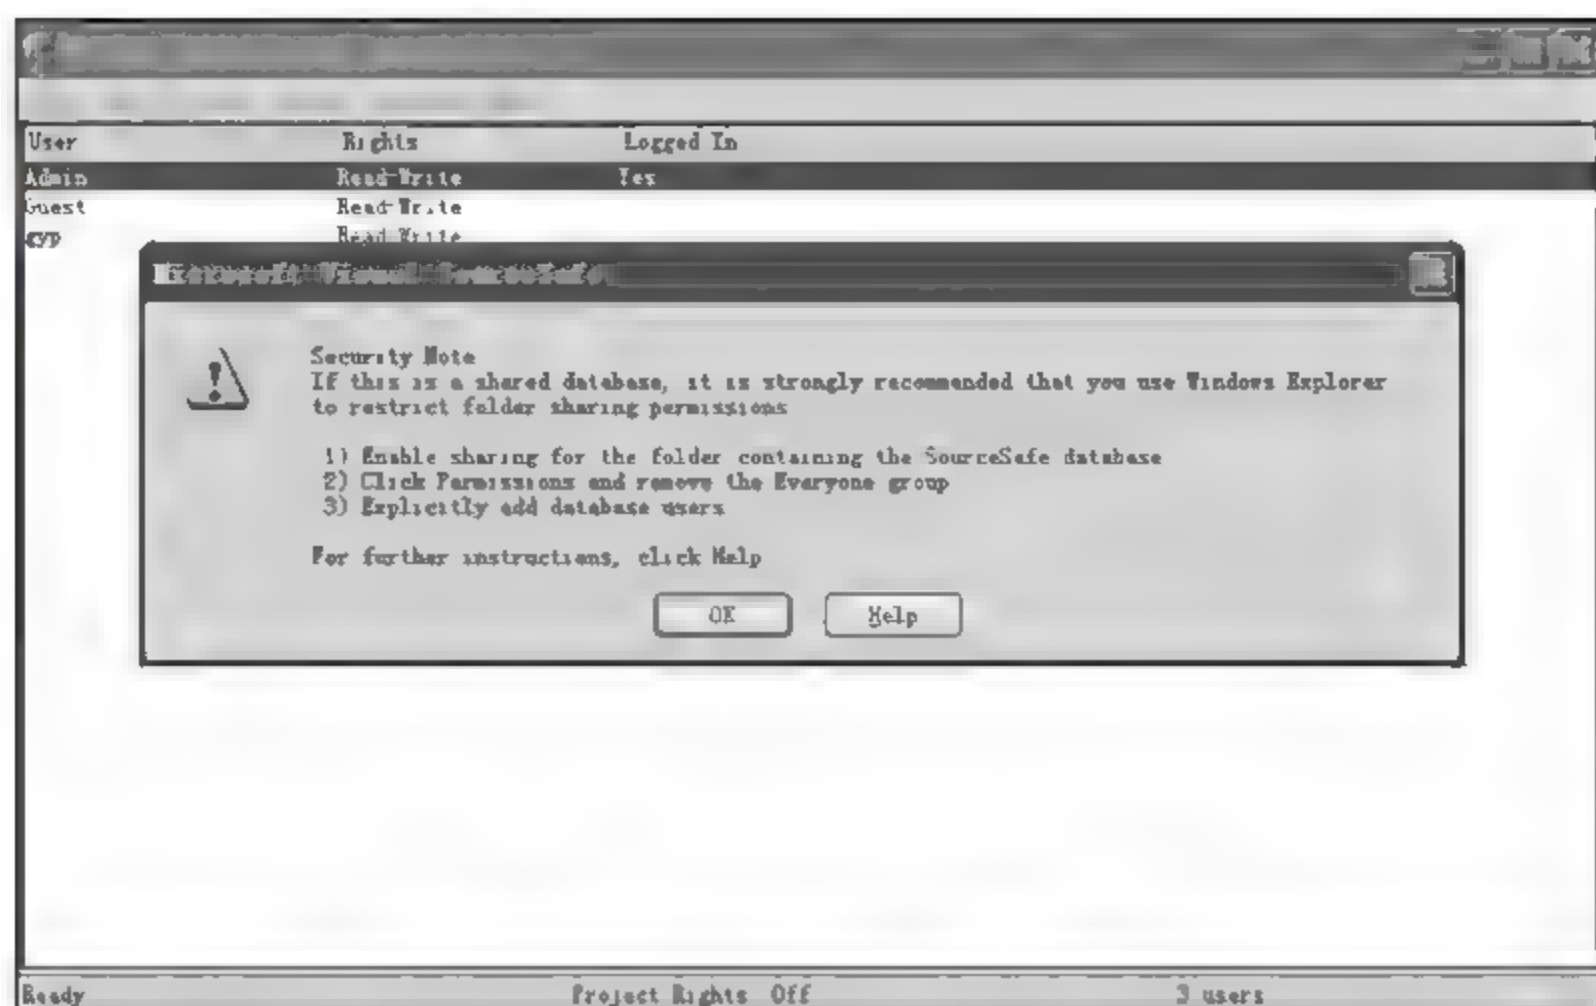 User Rights Logged In
Admin Read-Write Yes
Guest Read-Write
Read-Write
Security Note
If this is a shared database, it is strongly recommended that you use Windows Explorer
to restrict folder sharing permissions
1) Enable sharing for the folder containing the SourceSafe database
2) Click Permissions and remove the Everyone group
3) Explicitly add database users
For further instructions, click Help
OK Help
Ready Project Rights Off 3 users